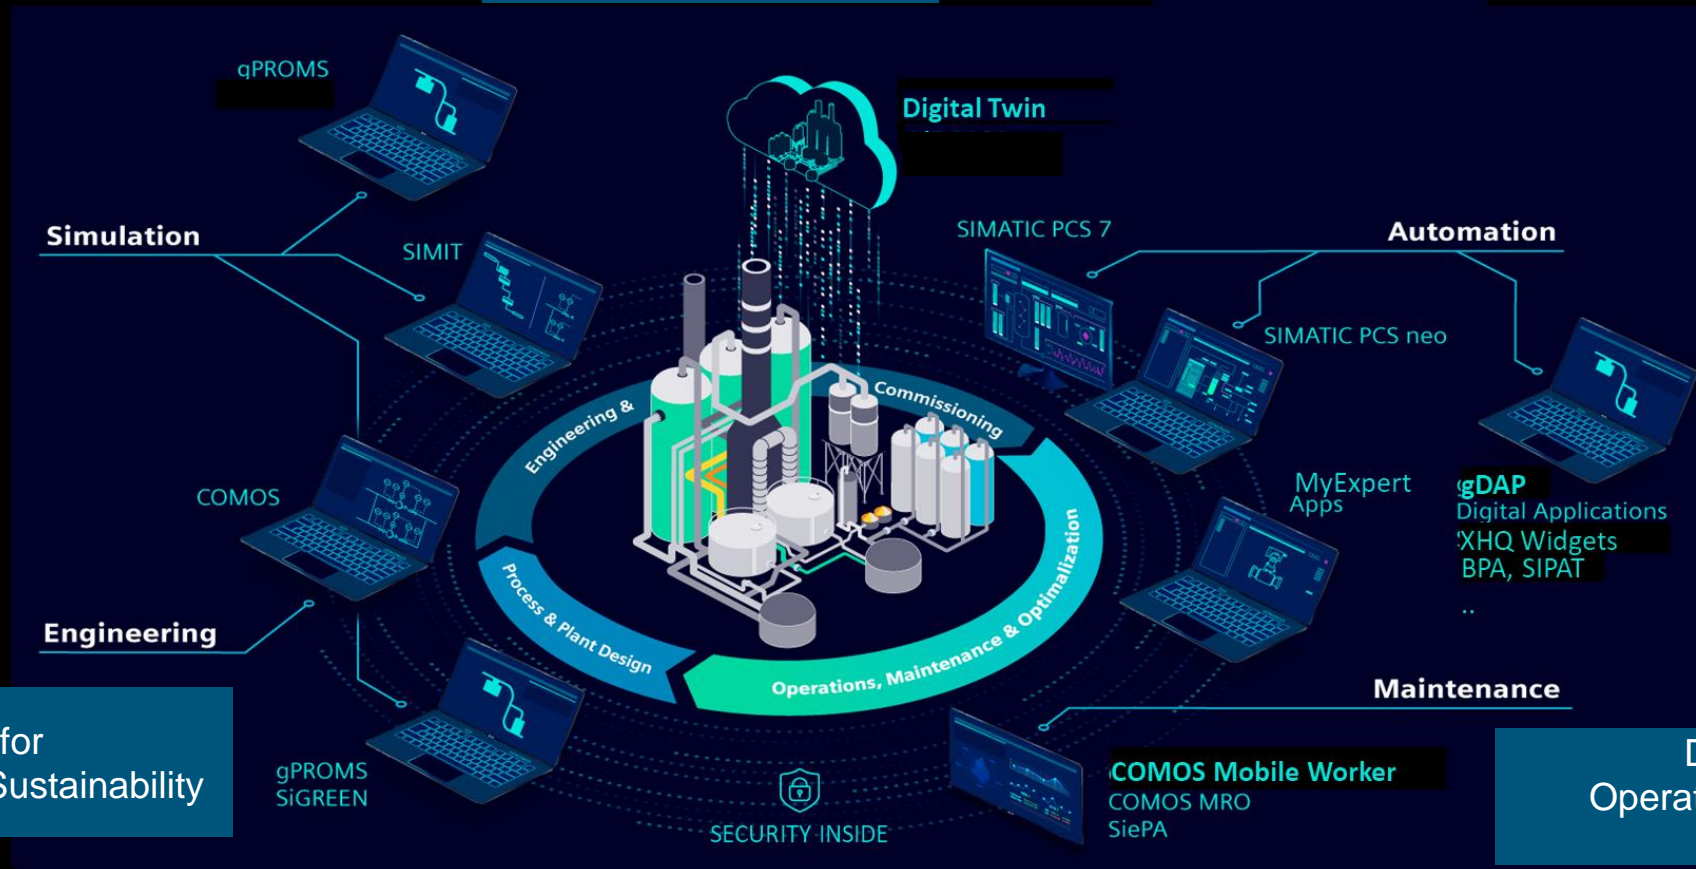 gPROMS
Digital Twin
Simulation
SIMIT
SIMATIC PCS 7
Automation
SIMATIC PCS neo
Engineering &
Commissioning
COMOS
MyExpert
Apps
gDAP
Digital Applications
XHQ Widgets
BPA, SIPAT
..
Process & Plant Design
Operations, Maintenance & Optimalization
Engineering
Maintenance
for
Sustainability
gPROMS
SiGREEN
SECURITY INSIDE
COMOS Mobile Worker
COMOS MRO
SiePA